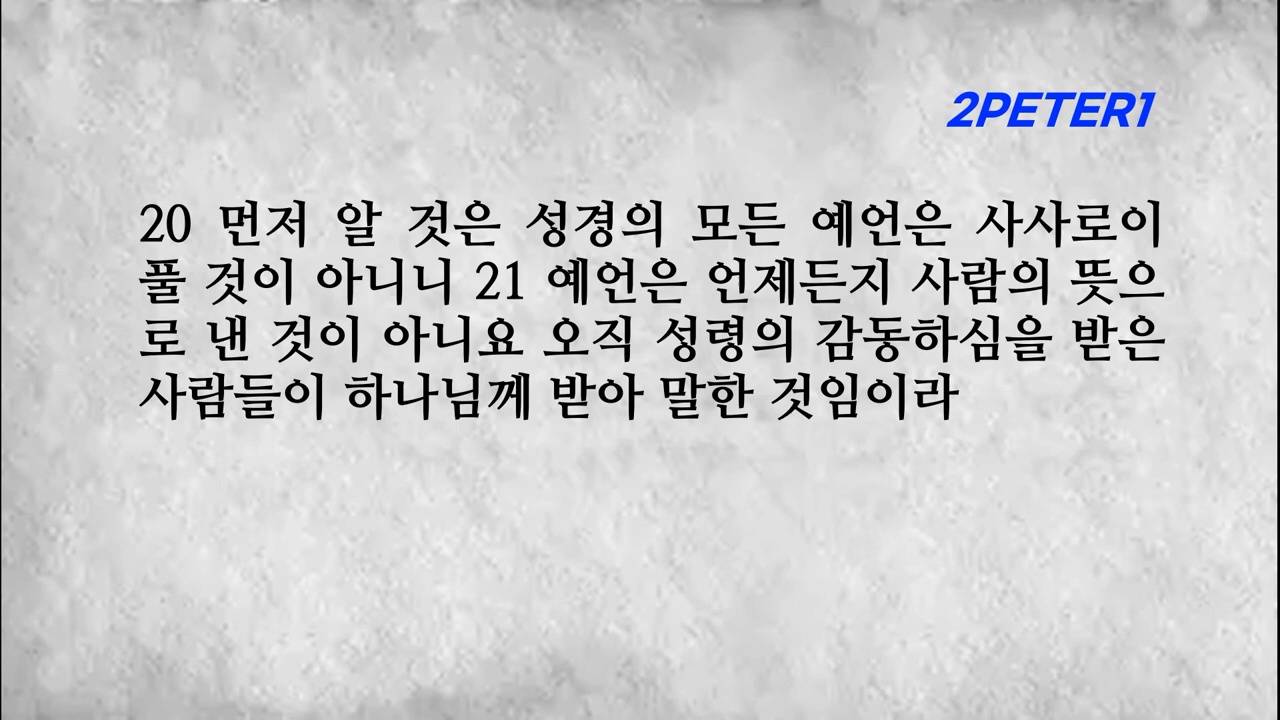 2PETER1
20 먼저 알 것은 성경의 모든 예언은 사사로이
풀 것이 아니니 21 예언은 언제든지 사람의 뜻으
로 낸 것이 아니요 오직 성령의 감동하심을 받은
사람들이 하나님께 받아 말한 것임이라